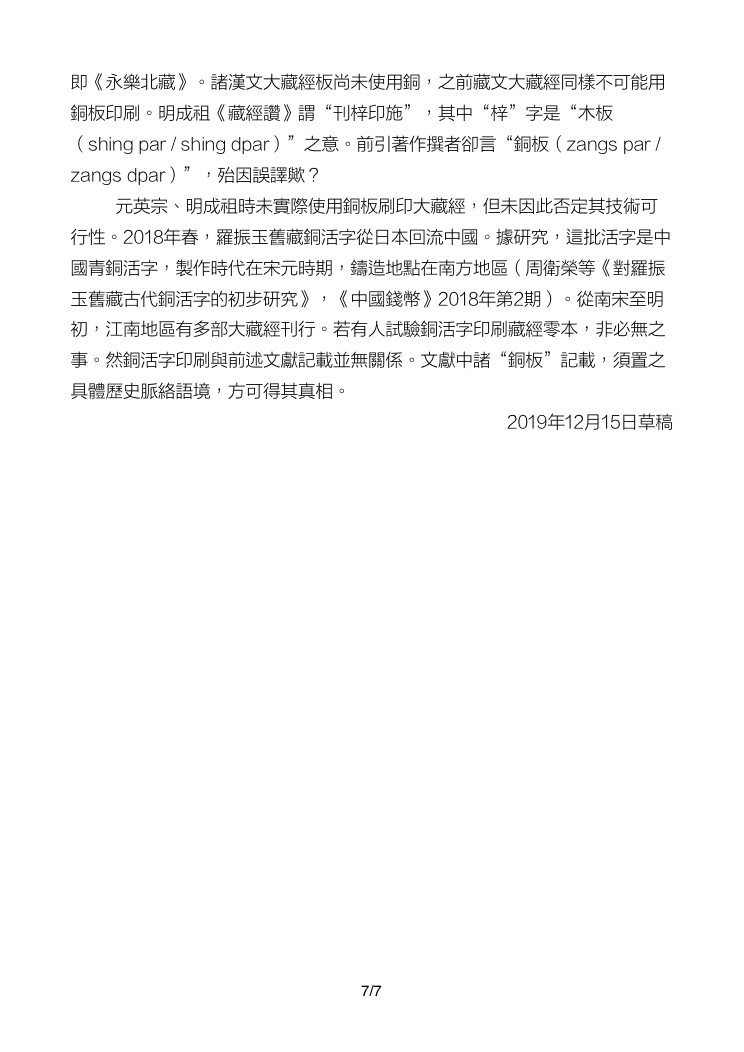 即《永樂北藏》。諸漢文大藏經板尚未使用銅，之前藏文大藏經同樣不可能用
銅板印刷。明成祖《藏經讚》謂“刊梓印施”，其中“梓”字是“木板
（shing par / shing dpar）”之意。前引著作撰者卻言“銅板（zangs par /
zangs dpar）”，殆因誤譯歟？
元英宗、明成祖時未實際使用銅板刷印大藏經，但未因此否定其技術可
行性。2018年春，羅振玉舊藏銅活字從日本回流中國。據研究，這批活字是中
國青銅活字，製作時代在宋元時期，鑄造地點在南方地區（周衛榮等《對羅振
玉舊藏古代銅活字的初步研究》，《中國錢幣》2018年第2期）。從南宋至明
初，江南地區有多部大藏經刊行。若有人試驗銅活字印刷藏經零本，非必無之
事。然銅活字印刷與前述文獻記載並無關係。文獻中諸“銅板”記載，須置之
具體歷史脈絡語境，方可得其真相。
2019年12月15日草稿
7/7